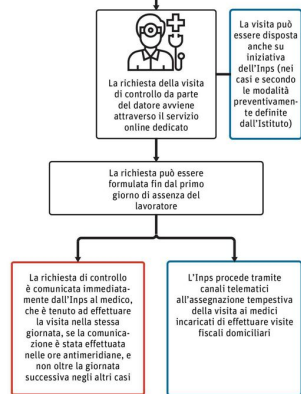 La richiesta della visita
di controllo da parte
del datore avviene
attraverso il servizio
online dedicato
La visita può
essere disposta
anche su
iniziativa
dell'Inps (nei
casi e secondo
le modalità
preventivamen-
te definite
dall'Istituto)
La richiesta può essere
formulata fin dal primo
giorno di assenza del
lavoratore
La richiesta di controllo
è comunicata immediata-
mente dall'Inps al medico,
che è tenuto ad effettuare
la visita nella stessa
giornata, se la comunica-
zione è stata effettuata
nelle ore antimeridiane, e
non oltre la giornata
successiva negli altri casi
L'Inps procede tramite
canali telematici
all'assegnazione tempestiva
della visita ai medici
incaricati di effettuare visite
fiscali domiciliari